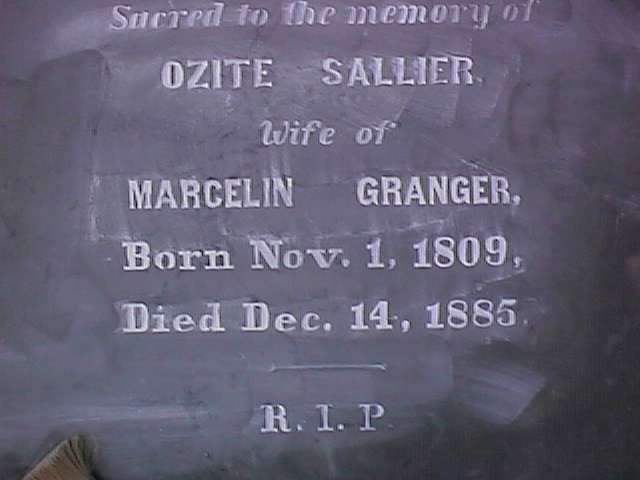 Sacred to the memory of
OZITE SALLIER,
Wife of
MARCELIN GRANGER,
Born Nov. 1, 1809,
Died Dec. 14, 1885.
R. I. P.